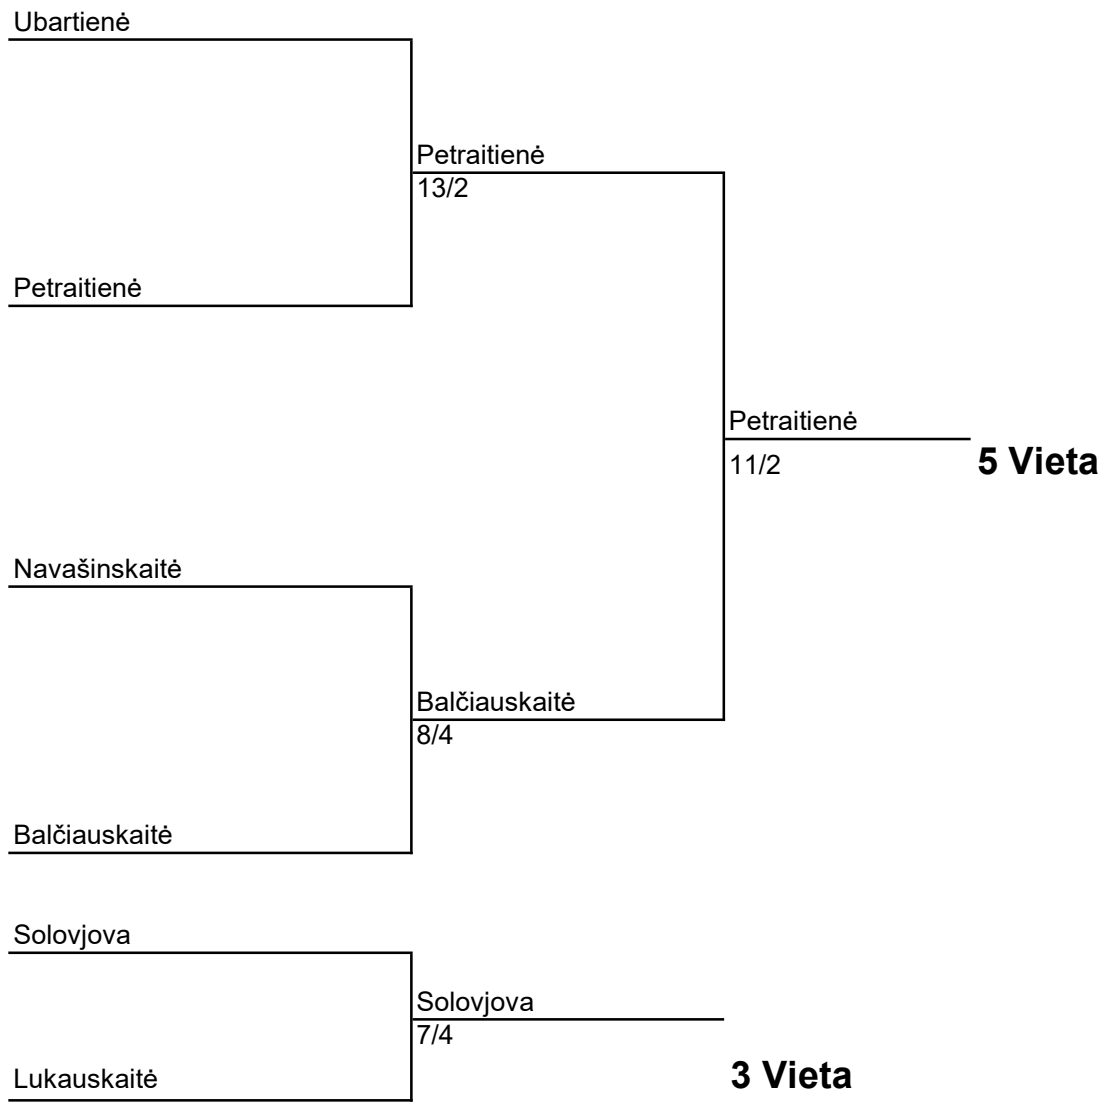 Ubartienė
Petraitienė
13/2
Petraitienė
Petraitienė
11/2
5 Vieta
Navašinskaitė
Balčiauskaitė
8/4
Balčiauskaitė
Solovjova
Solovjova
7/4
Lukauskaitė
3 Vieta